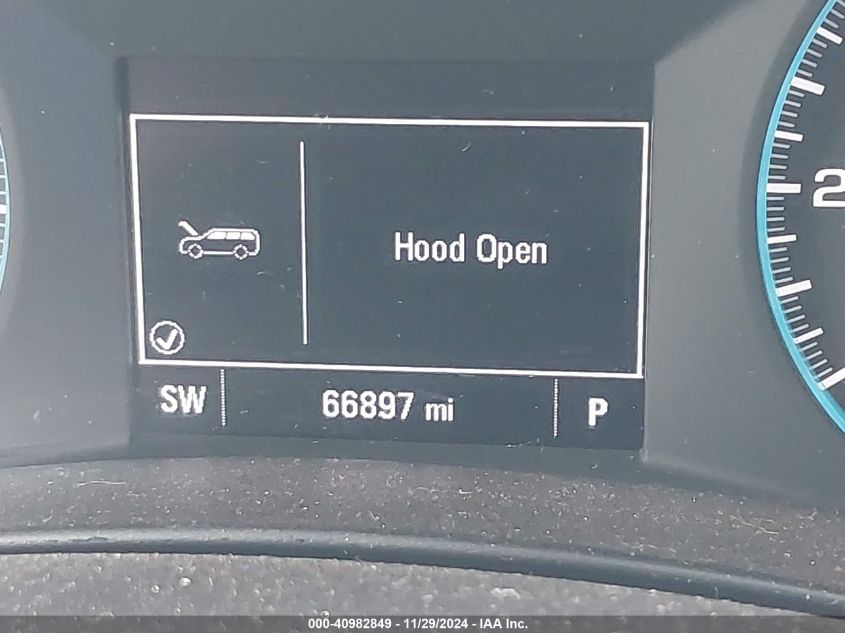 Hood Open
SW 66897 mi P
2
000-40982849 - 11/29/2024 - IAA Inc.